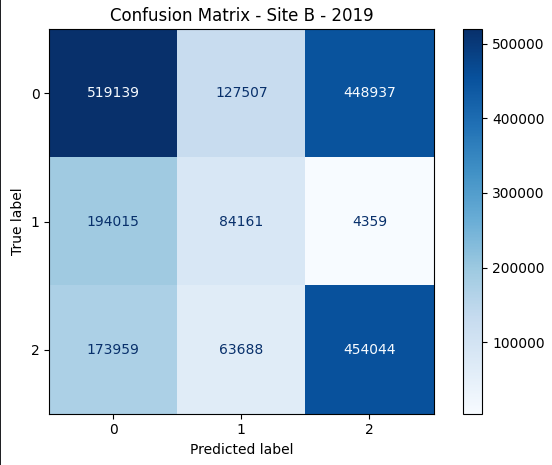 Confusion Matrix - Site B - 2019
0 519139 127507 448937
1 194015 84161 4359
2 173959 63688 454044
0 1 2
True label
Predicted label
500000
400000
300000
200000
100000